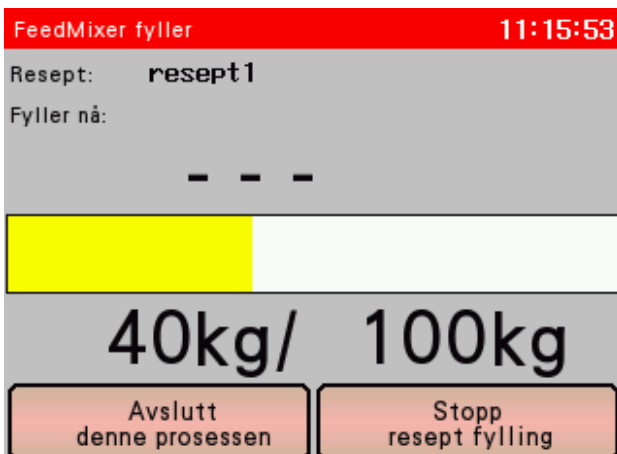 FeedMixer fyller 11:15:53
Resept: resept1
Fyller nå:
- - -
40kg/ 100kg
Avslutt
denne prosessen
Stopp
resept fylling